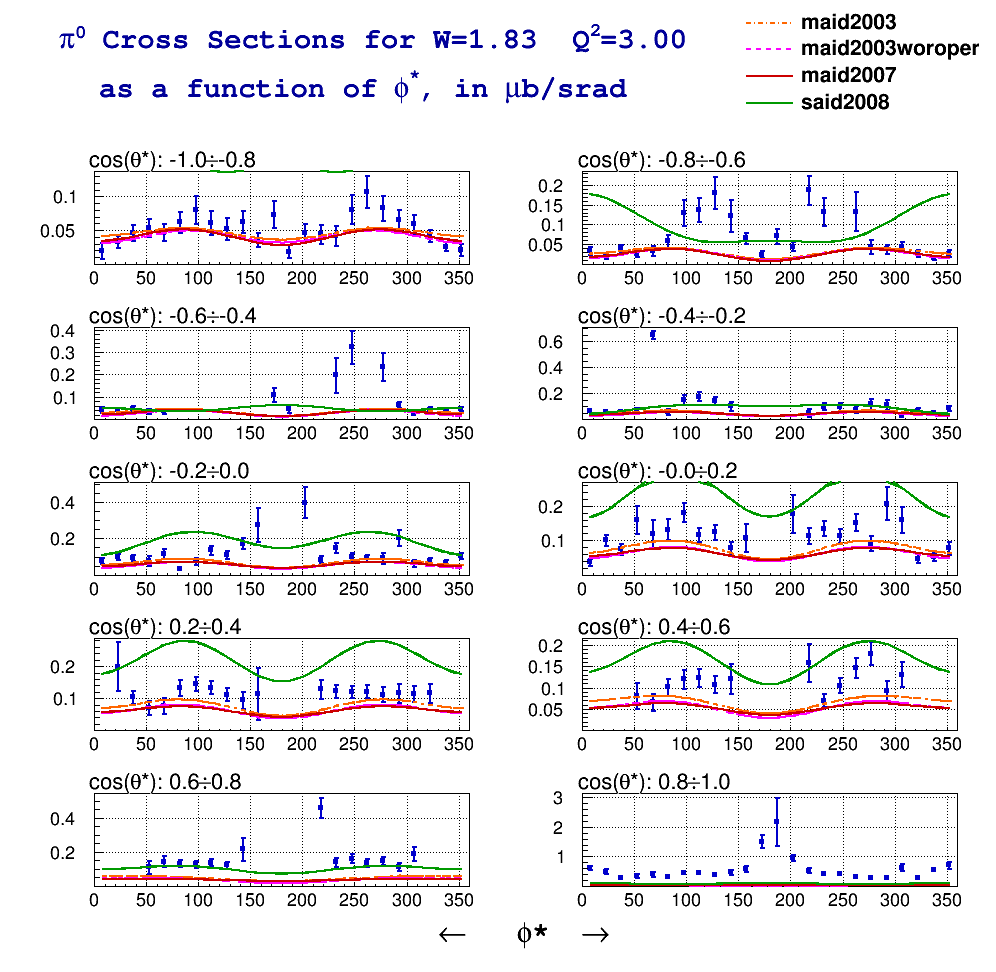 π⁰ Cross Sections for W=1.83 Q²=3.00
as a function of ϕ*, in μb/srad
maid2003
maid2003woroper
maid2007
said2008
cos(θ*): -1.0÷-0.8
0.1
0.05
0 50 100 150 200 250 300 350
cos(θ*): -0.8÷-0.6
0.2
0.15
0.1
0.05
0 50 100 150 200 250 300 350
cos(θ*): -0.6÷-0.4
0.4
0.3
0.2
0.1
0 50 100 150 200 250 300 350
cos(θ*): -0.4÷-0.2
0.6
0.4
0.2
0 50 100 150 200 250 300 350
cos(θ*): -0.2÷0.0
0.4
0.2
0 50 100 150 200 250 300 350
cos(θ*): -0.0÷0.2
0.2
0.1
0 50 100 150 200 250 300 350
cos(θ*): 0.2÷0.4
0.2
0.1
0 50 100 150 200 250 300 350
cos(θ*): 0.4÷0.6
0.2
0.15
0.1
0.05
0 50 100 150 200 250 300 350
cos(θ*): 0.6÷0.8
0.4
0.2
0 50 100 150 200 250 300 350
cos(θ*): 0.8÷1.0
3
2
1
0 50 100 150 200 250 300 350
← ϕ* →